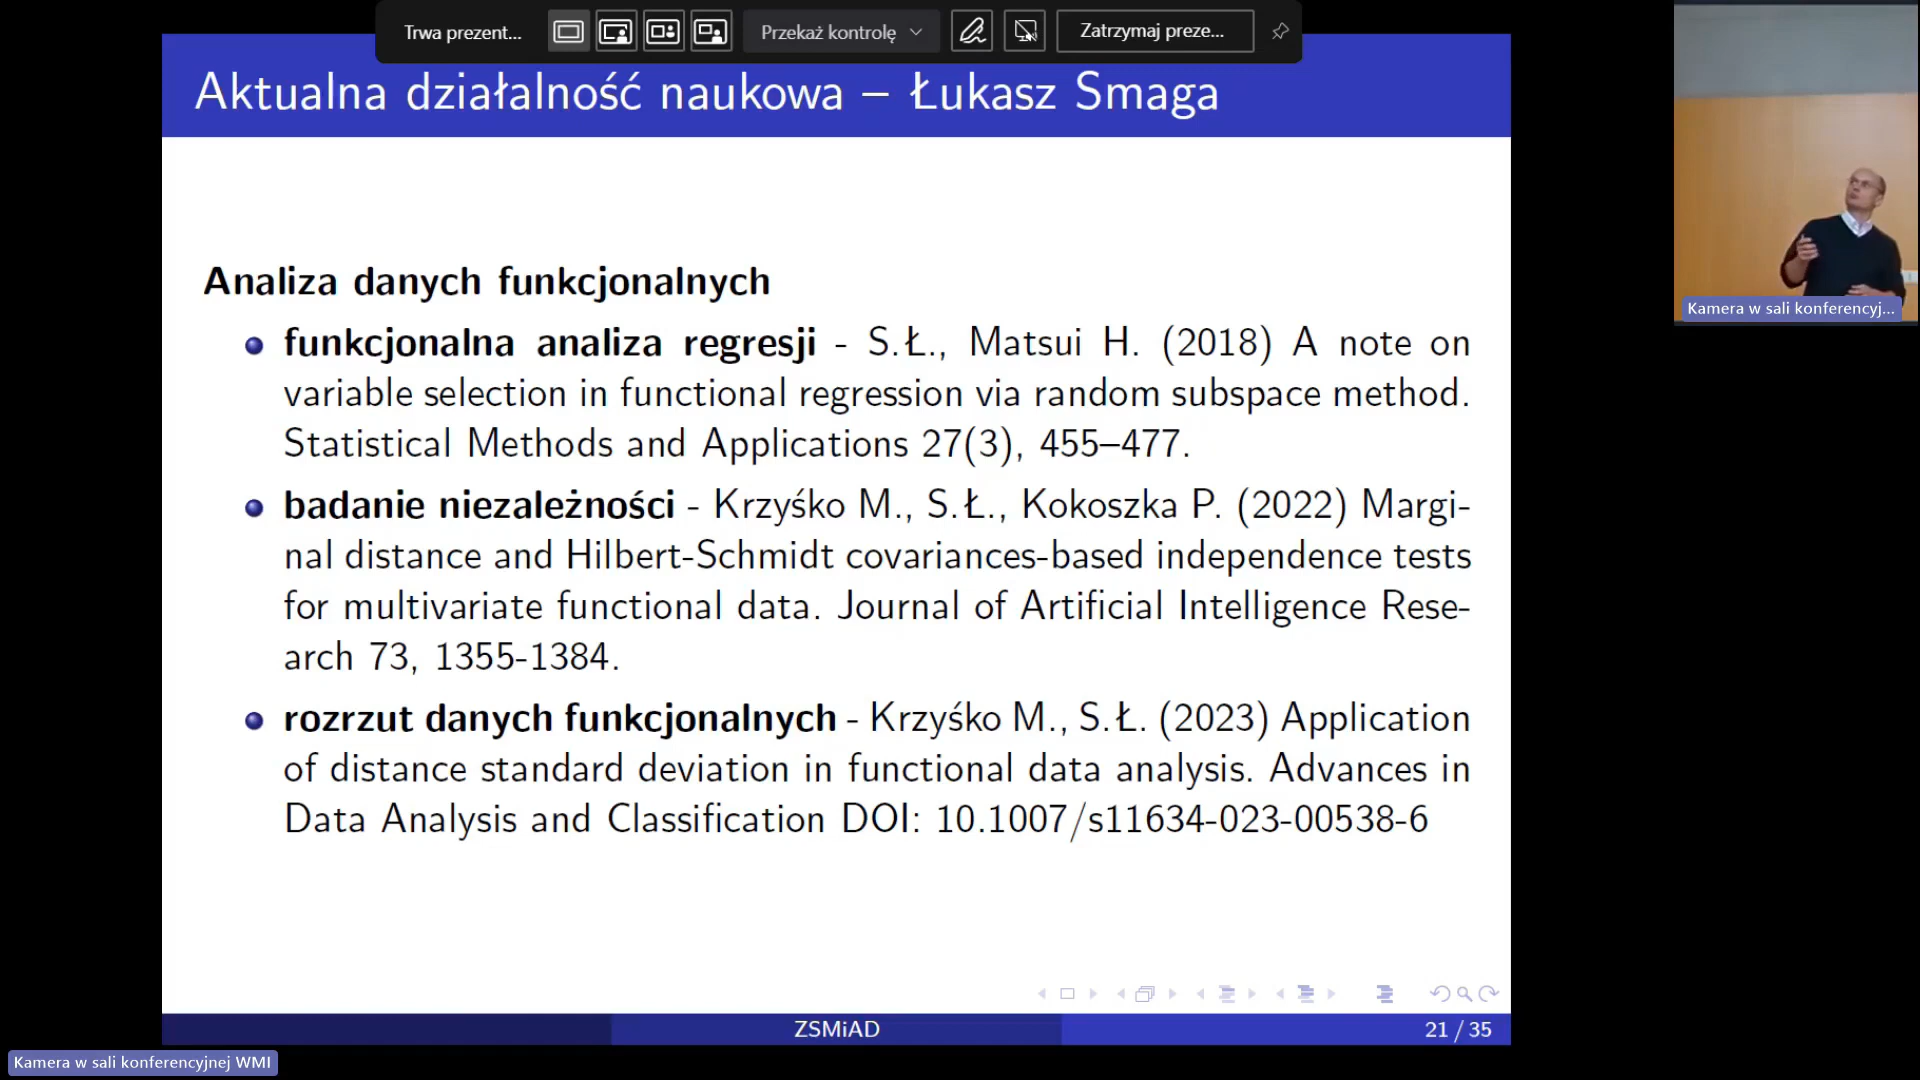 Trwa prezent...
Przekaż kontrolę
Zatrzymaj preze...
Aktualna działalność naukowa – Łukasz Smaga
Analiza danych funkcjonalnych
funkcjonalna analiza regresji - S.Ł., Matsui H. (2018) A note on
variable selection in functional regression via random subspace method.
Statistical Methods and Applications 27(3), 455–477.
badanie niezależności - Krzyśko M., S.Ł., Kokoszka P. (2022) Margi-
nal distance and Hilbert-Schmidt covariances-based independence tests
for multivariate functional data. Journal of Artificial Intelligence Rese-
arch 73, 1355-1384.
rozrzut danych funkcjonalnych - Krzyśko M., S.Ł. (2023) Application
of distance standard deviation in functional data analysis. Advances in
Data Analysis and Classification DOI: 10.1007/s11634-023-00538-6
ZSMiAD
21 / 35
Kamera w sali konferencyj...
Kamera w sali konferencyjnej WMI